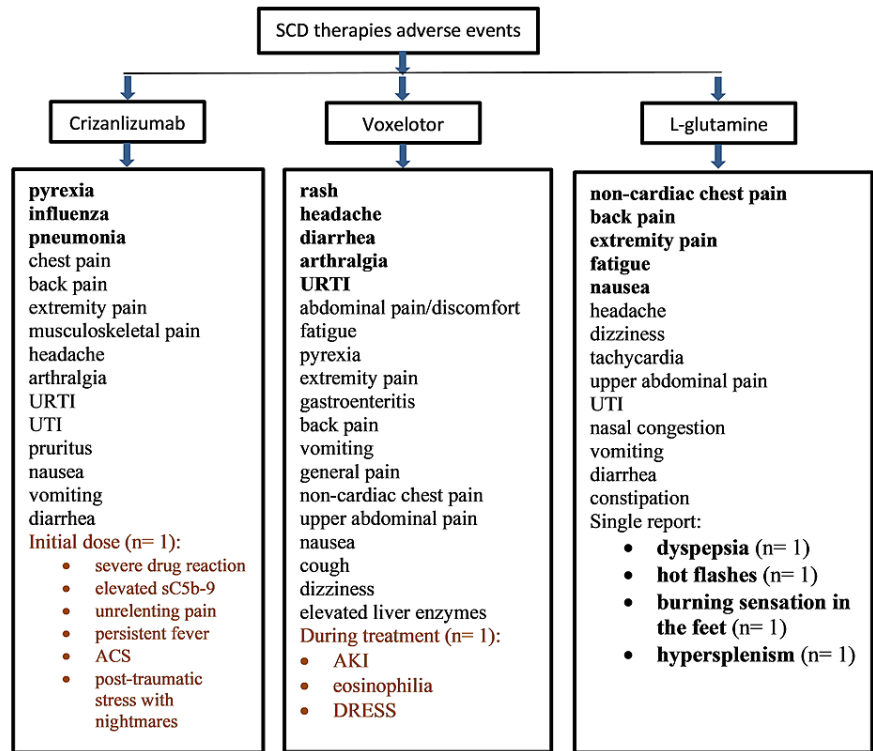 SCD therapies adverse events
Crizanlizumab
pyrexia
influenza
pneumonia
chest pain
back pain
extremity pain
musculoskeletal pain
headache
arthralgia
URTI
UTI
pruritus
nausea
vomiting
diarrhea
Initial dose (n= 1):
• severe drug reaction
• elevated sC5b-9
• unrelenting pain
• persistent fever
• ACS
• post-traumatic
stress with
nightmares
Voxelotor
rash
headache
diarrhea
arthralgia
URTI
abdominal pain/discomfort
fatigue
pyrexia
extremity pain
gastroenteritis
back pain
vomiting
general pain
non-cardiac chest pain
upper abdominal pain
nausea
cough
dizziness
elevated liver enzymes
During treatment (n= 1):
• AKI
• eosinophilia
• DRESS
L-glutamine
non-cardiac chest pain
back pain
extremity pain
fatigue
nausea
headache
dizziness
tachycardia
upper abdominal pain
UTI
nasal congestion
vomiting
diarrhea
constipation
Single report:
• dyspepsia (n= 1)
• hot flashes (n= 1)
• burning sensation in
the feet (n= 1)
• hypersplenism (n= 1)